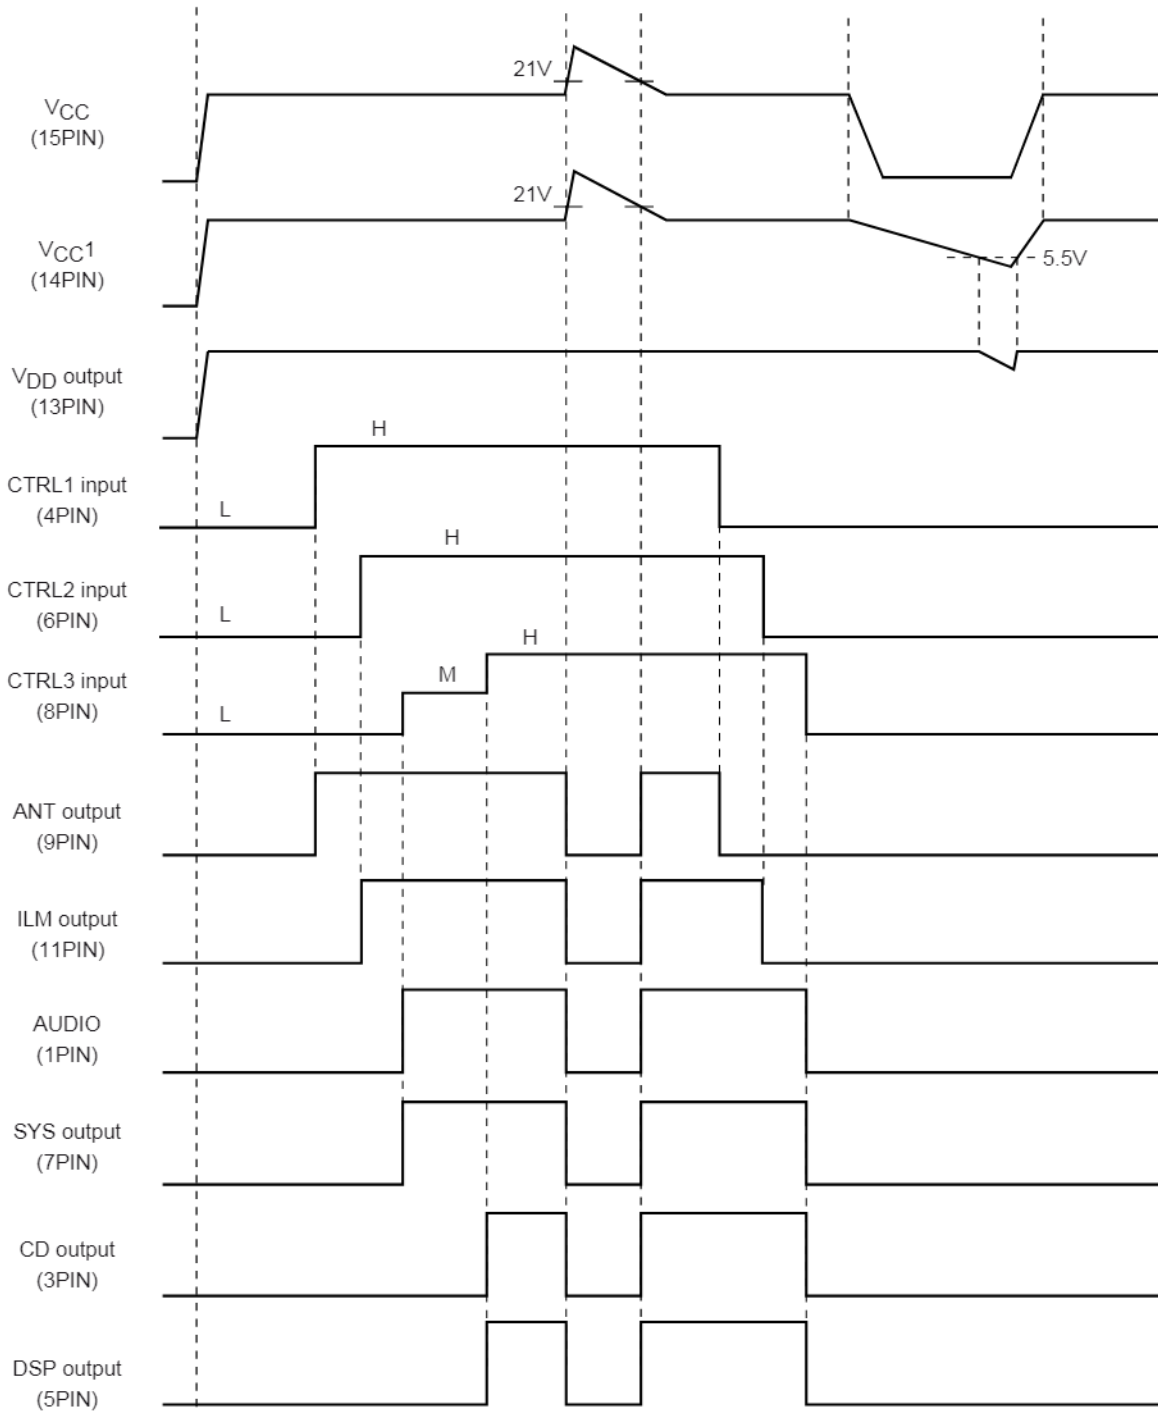 21V
VCC
(15PIN)
21V
VCC1
(14PIN)
5.5V
VDD output
(13PIN)
H
CTRL1 input
(4PIN)
L
H
CTRL2 input
(6PIN)
L
H
CTRL3 input
(8PIN)
M
L
ANT output
(9PIN)
ILM output
(11PIN)
AUDIO
(1PIN)
SYS output
(7PIN)
CD output
(3PIN)
DSP output
(5PIN)